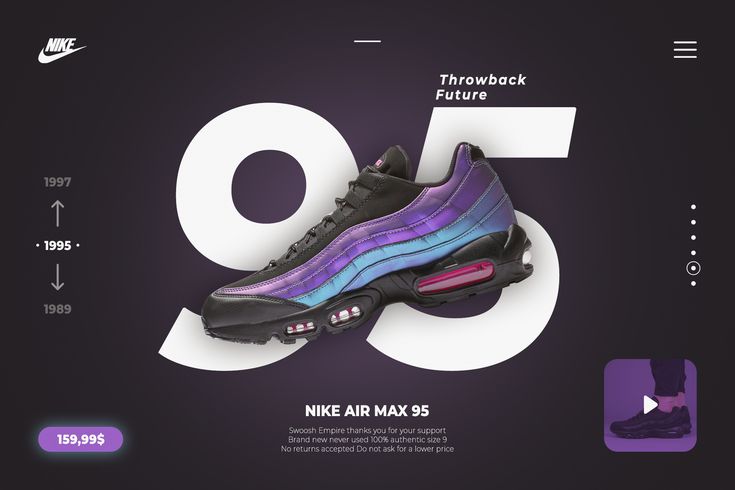 NIKE
Throwback
Future
95
1997
1995
1989
NIKE AIR MAX 95
Swoosh Empire thanks you for your support
Brand new never used 100% authentic size 9
No returns accepted Do not ask for a lower price
159,99$